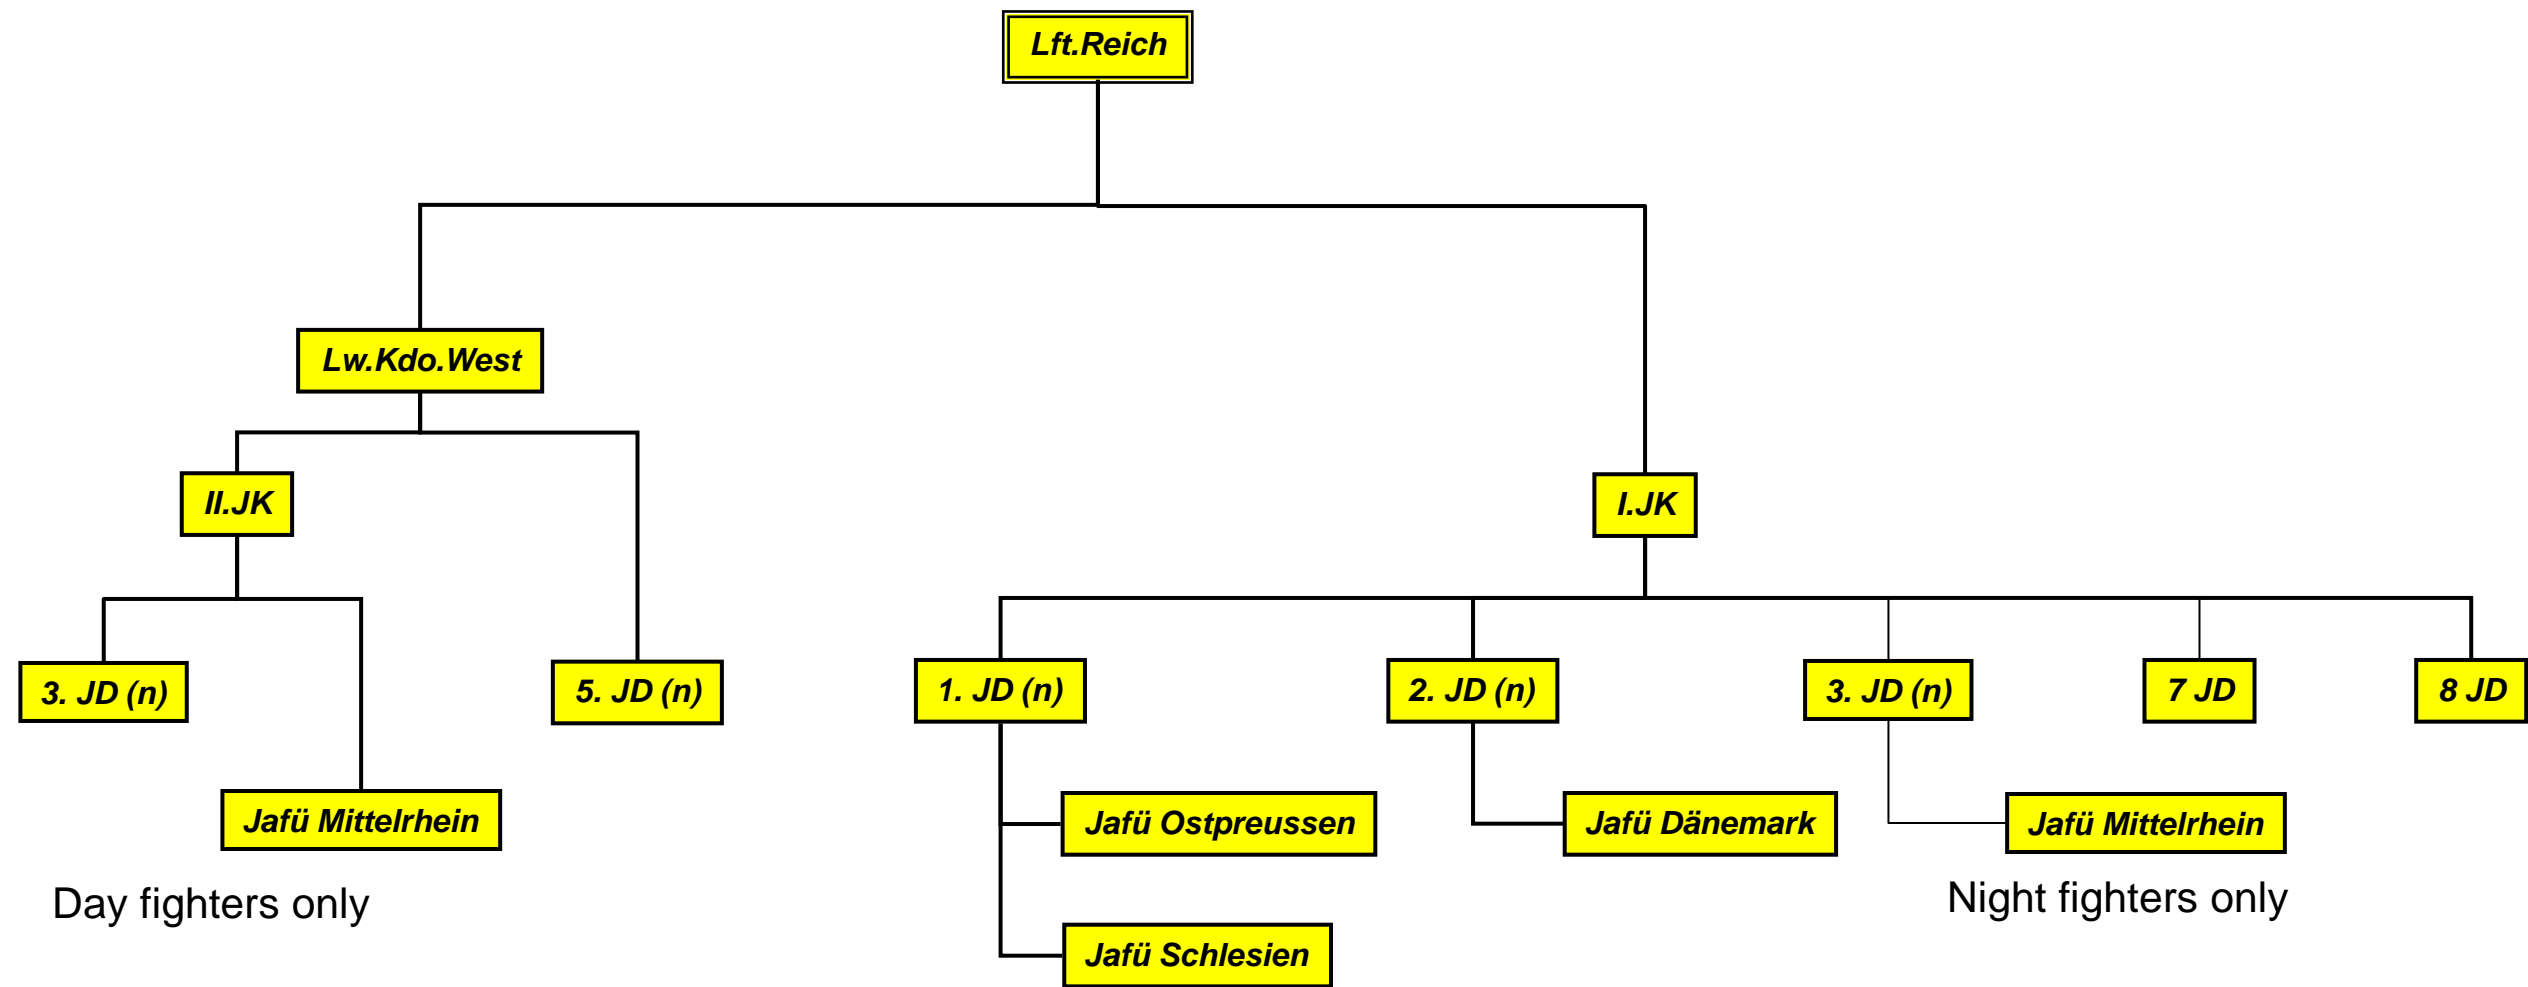 Lft.Reich
Lw.Kdo.West
II.JK
I.JK
3. JD (n)
5. JD (n)
1. JD (n)
2. JD (n)
3. JD (n)
7 JD
8 JD
Jafü Mittelrhein
Jafü Ostpreussen
Jafü Dänemark
Jafü Mittelrhein
Day fighters only
Night fighters only
Jafü Schlesien